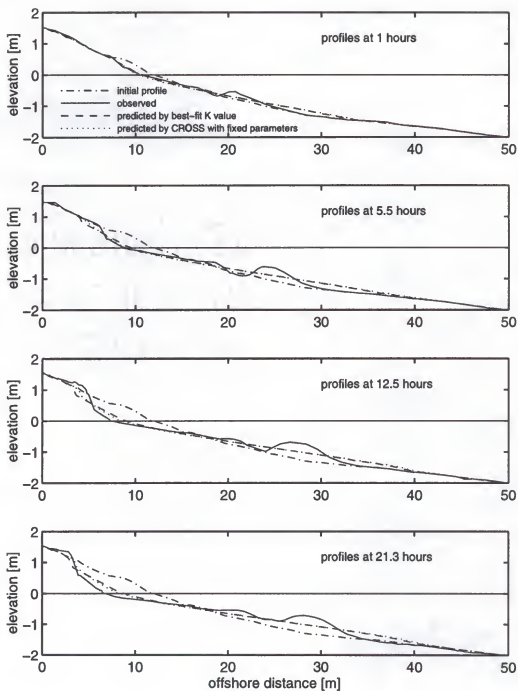 profiles at 1 hours
elevation [m]
2
1
0
−1
−2
initial profile
observed
predicted by best−fit K value
predicted by CROSS with fixed parameters
0 10 20 30 40 50
profiles at 5.5 hours
elevation [m]
2
1
0
−1
−2
0 10 20 30 40 50
profiles at 12.5 hours
elevation [m]
2
1
0
−1
−2
0 10 20 30 40 50
profiles at 21.3 hours
elevation [m]
2
1
0
−1
−2
0 10 20 30 40 50
offshore distance [m]